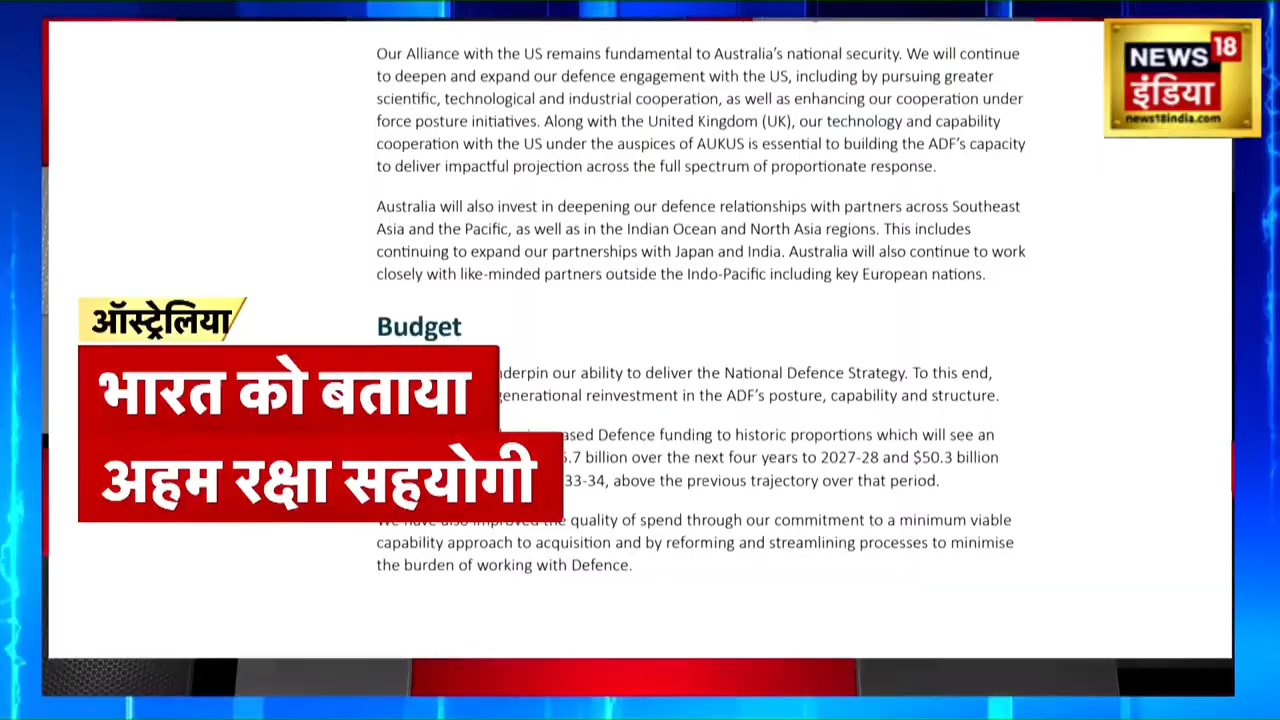 Our Alliance with the US remains fundamental to Australia's national security. We will continue
to deepen and expand our defence engagement with the US, including by pursuing greater
scientific, technological and industrial cooperation, as well as enhancing our cooperation under
force posture initiatives. Along with the United Kingdom (UK), our technology and capability
cooperation with the US under the auspices of AUKUS is essential to building the ADF's capacity
to deliver impactful projection across the full spectrum of proportionate response.
NEWS 18
इंडिया
news18india.com
Australia will also invest in deepening our defence relationships with partners across Southeast
Asia and the Pacific, as well as in the Indian Ocean and North Asia regions. This includes
continuing to expand our partnerships with Japan and India. Australia will also continue to work
closely with like-minded partners outside the Indo-Pacific including key European nations.
ऑस्ट्रेलिया
भारत को बताया
अहम रक्षा सहयोगी
Budget
our ability to deliver the National Defence Strategy. To this end,
generational reinvestment in the ADF's posture, capability and structure.
Defence funding to historic proportions which will see an
billion over the next four years to 2027-28 and $50.3 billion
above the previous trajectory over that period.
We have also improved the quality of spend through our commitment to a minimum viable
capability approach to acquisition and by reforming and streamlining processes to minimise
the burden of working with Defence.